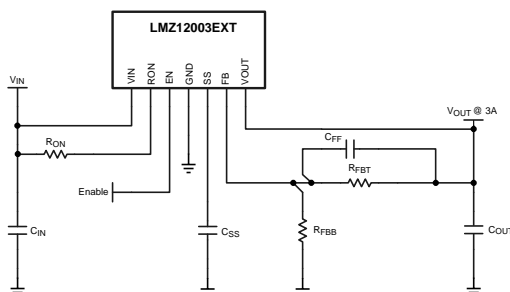 LMZ12003EXT
VIN
RON
EN
GND
SS
FB
VOUT
VIN
VOUT @ 3A
CFF
RON
RFBT
Enable
CIN
CSS
RFBB
COUT